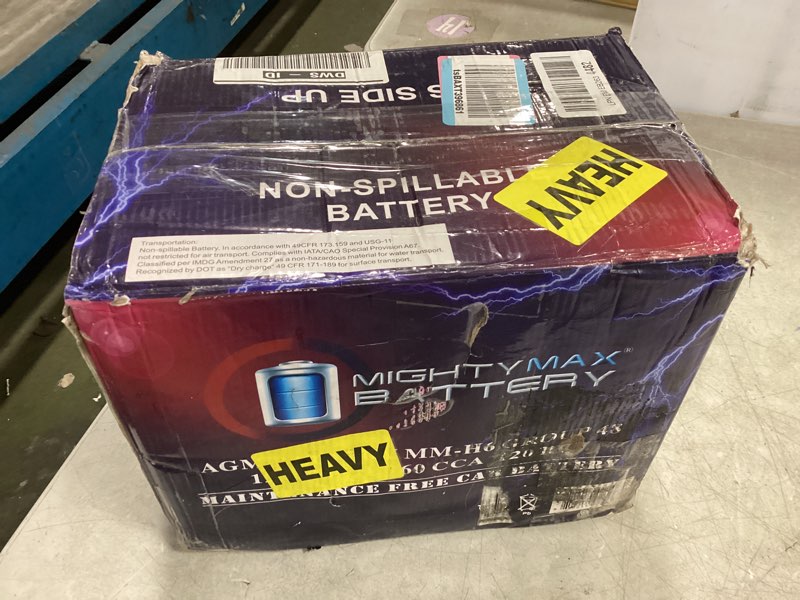 DWS - ID
S SIDE UP
tsBAXT396861
LPNRE
NON-SPILLABLE
BATTERY
HEAVY
Transportation:
Non-spillable Battery. In accordance with 49CFR 173.159 and USG-11
not restricted for air transport. Complies with IATA/CAO Special Provision A67.
Classified per IMDG Amendment 27 as a non-hazardous material for water transport.
Recognized by DOT as "Dry charge" 49 CFR 171-189 for surface transport.
MIGHTYMAX®
BATTERY
AGM MM-H6 GROUP 48
CCA
HEAVY
MAINTENANCE FREE CAR BATTERY
Pb